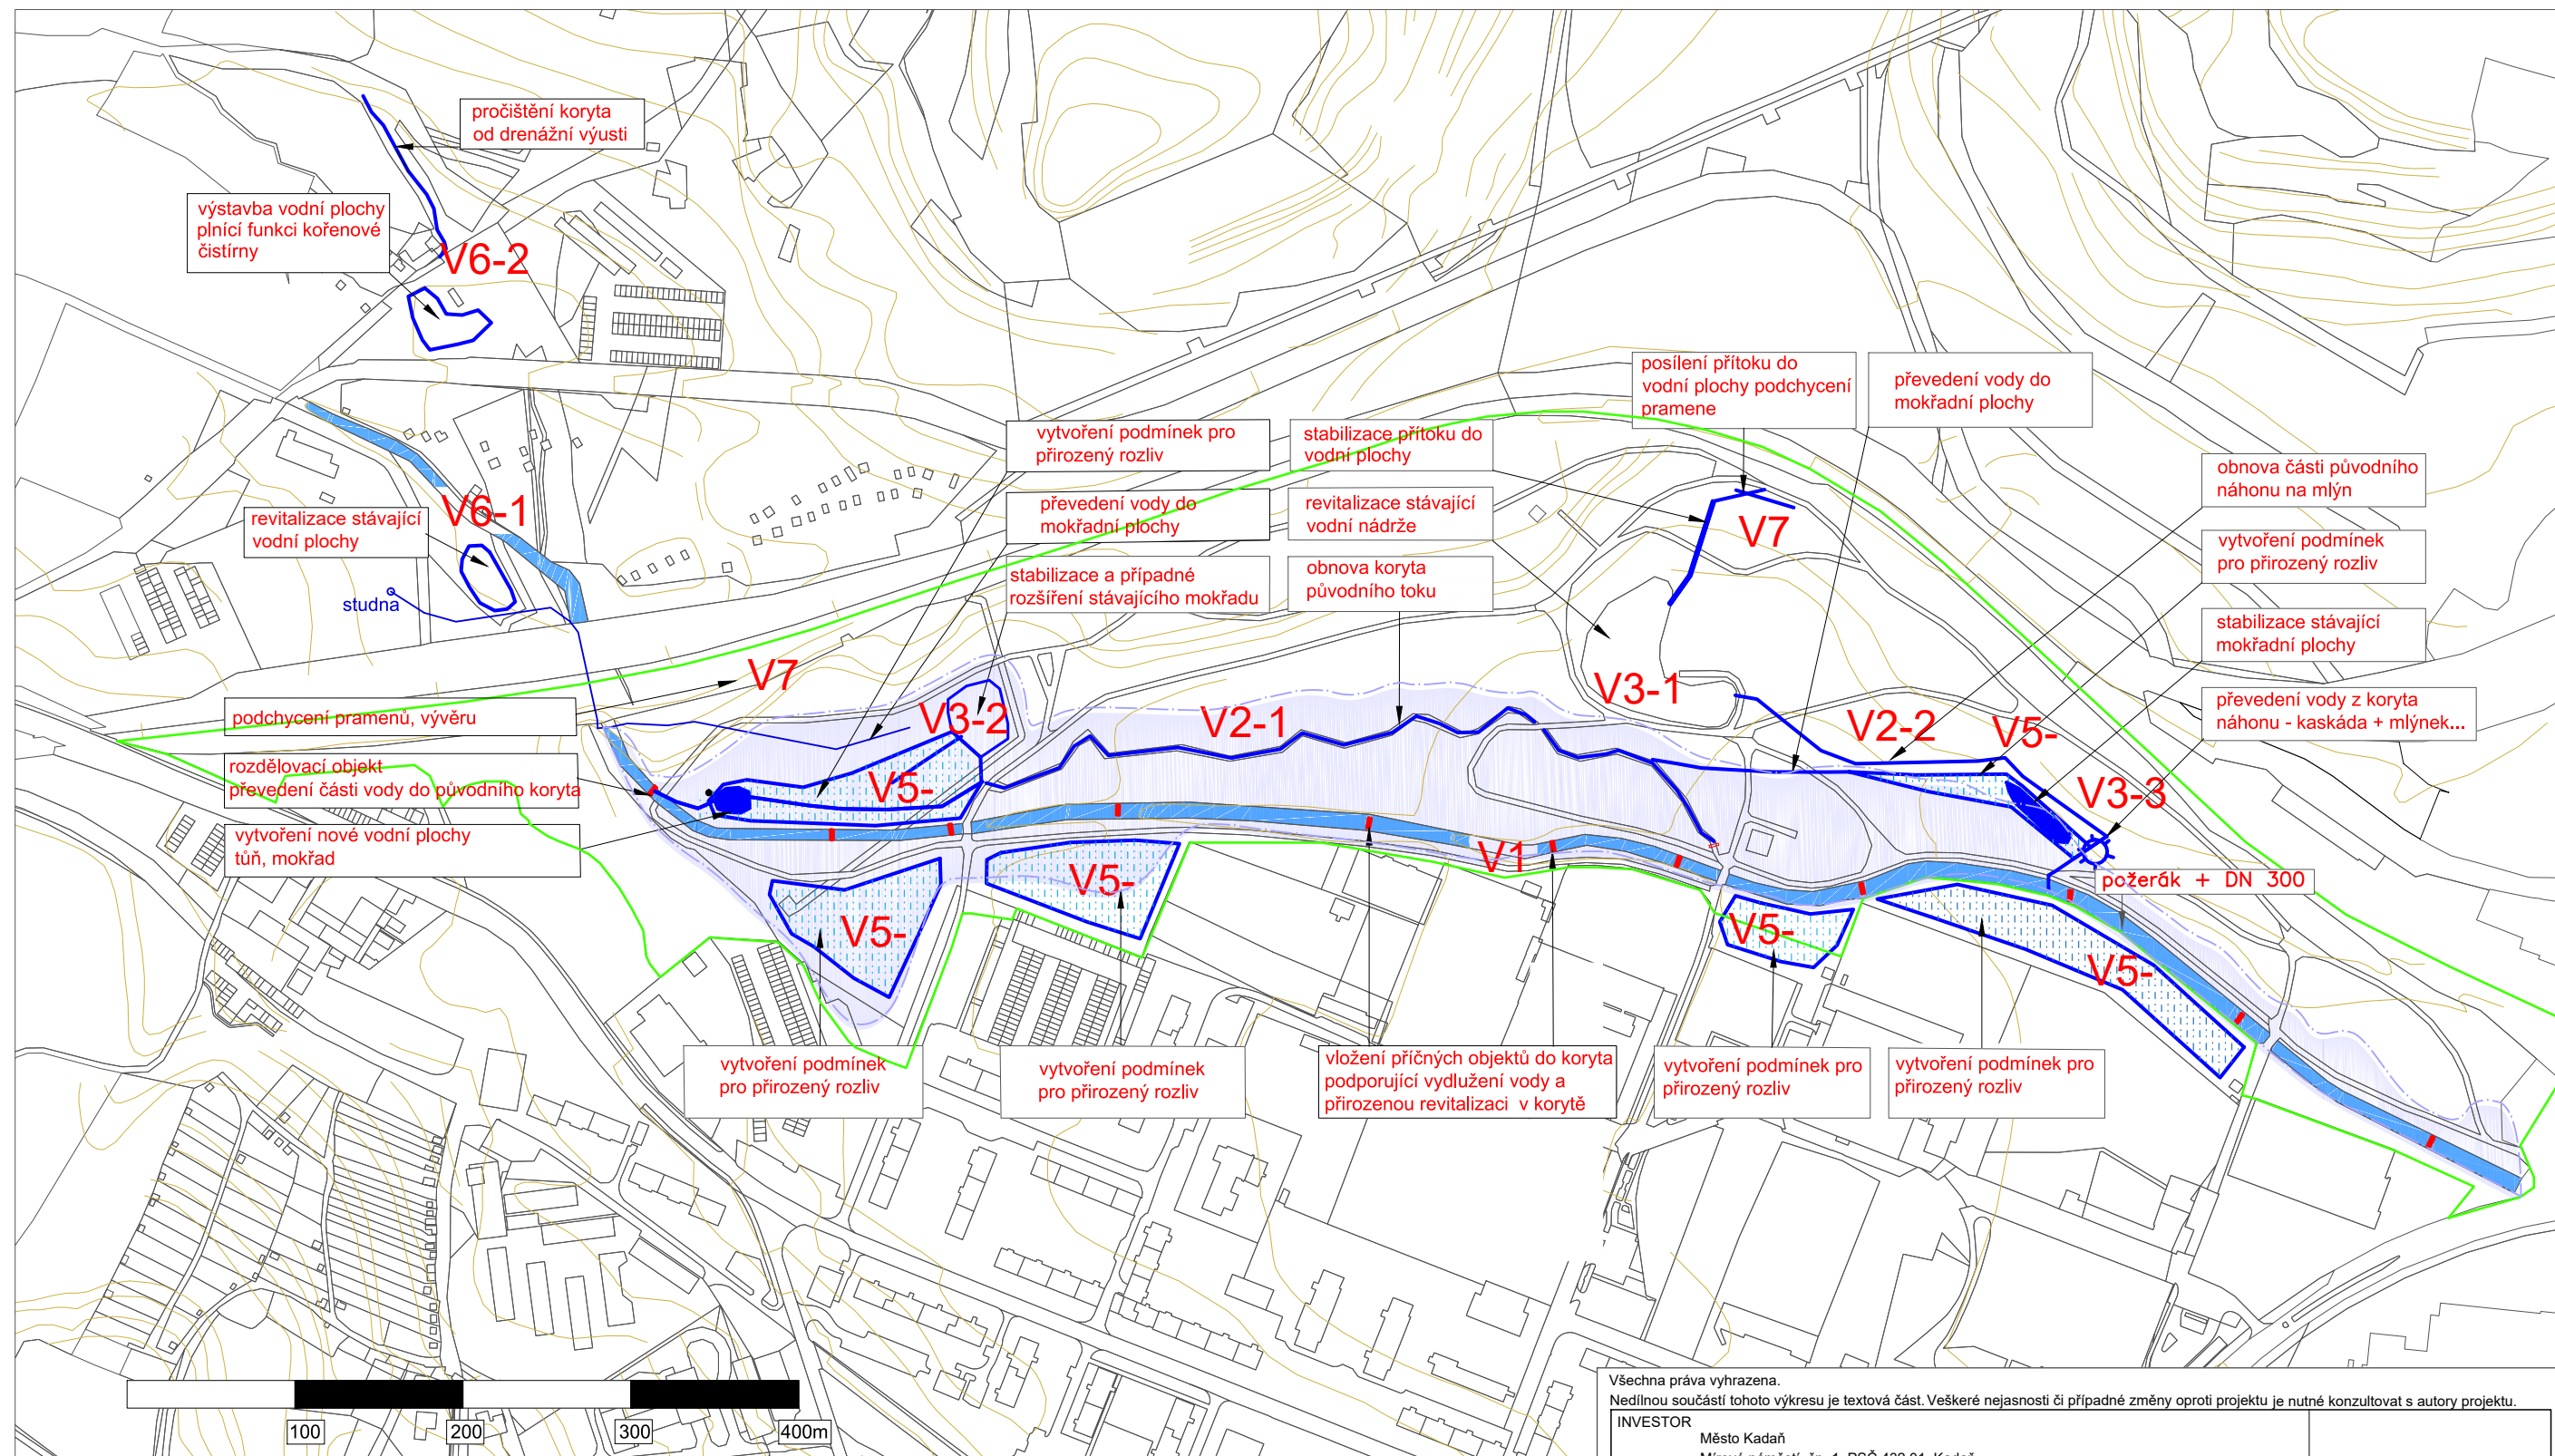 pročištění koryta
od drenážní výusti
výstavba vodní plochy
plnící funkci kořenové
čistírny
V6-2
posílení přítoku do
vodní plochy podchycení
pramene
převedení vody do
mokřadní plochy
vytvoření podmínek pro
přirozený rozliv
stabilizace přítoku do
vodní plochy
obnova části původního
náhonu na mlýn
V6-1
revitalizace stávající
vodní plochy
převedení vody do
mokřadní plochy
revitalizace stávající
vodní nádrže
V7
vytvoření podmínek
pro přirozený rozliv
stabilizace a případné
rozšíření stávajícího mokřadu
obnova koryta
původního toku
studna
stabilizace stávající
mokřadní plochy
V7
V3-1
převedení vody z koryta
náhonu - kaskáda + mlýnek...
podchycení pramenů, vývěru
V3-2
V2-1
V2-2
V5-
rozdělovací objekt
převedení části vody do původního koryta
V5-
V3-3
vytvoření nové vodní plochy
tůň, mokřad
V1
V5-
požerák + DN 300
V5-
V5-
V5-
vytvoření podmínek
pro přirozený rozliv
vytvoření podmínek
pro přirozený rozliv
vložení příčných objektů do koryta
podporující vydlužení vody a
přirozenou revitalizaci v korytě
vytvoření podmínek pro
přirozený rozliv
vytvoření podmínek pro
přirozený rozliv
100
200
300
400m
Všechna práva vyhrazena.
Nedílnou součástí tohoto výkresu je textová část. Veškeré nejasnosti či případné změny oproti projektu je nutné konzultovat s autory projektu.
INVESTOR
Město Kadaň